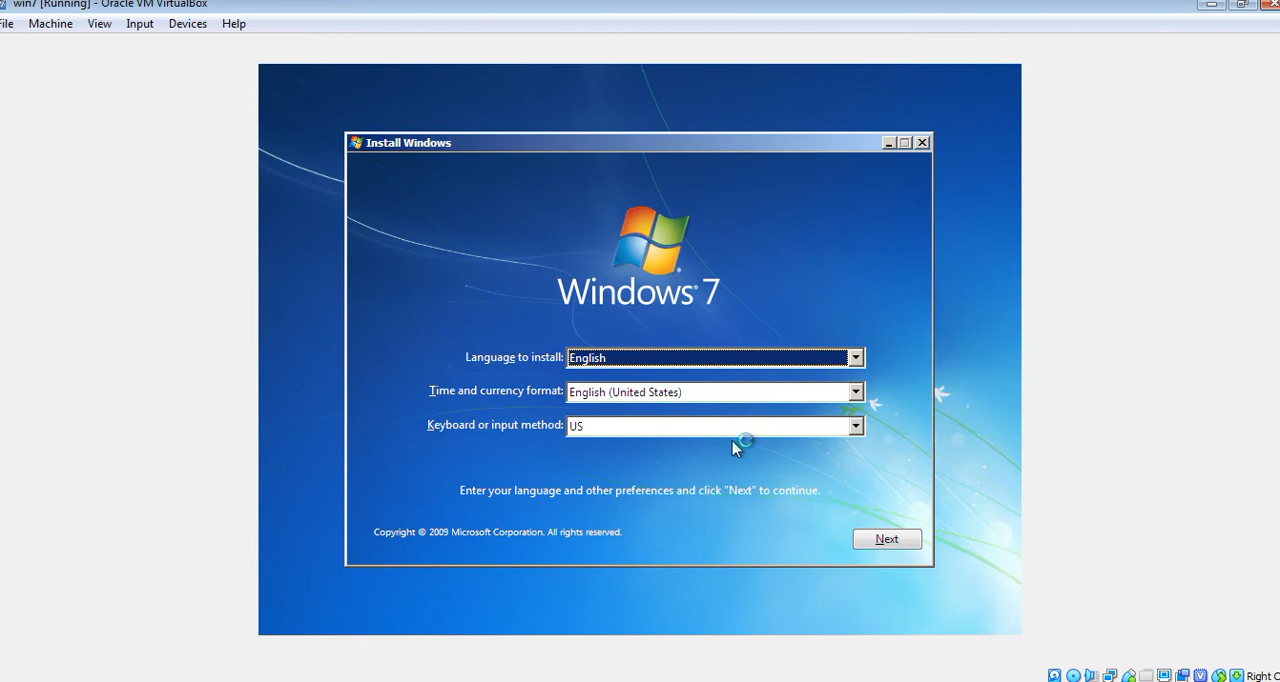 win7 [Running] - Oracle VM VirtualBox
File Machine View Input Devices Help
Install Windows
Windows 7
Language to install: English
Time and currency format: English (United States)
Keyboard or input method: US
Enter your language and other preferences and click "Next" to continue.
Copyright © 2009 Microsoft Corporation. All rights reserved.
Next
Right C